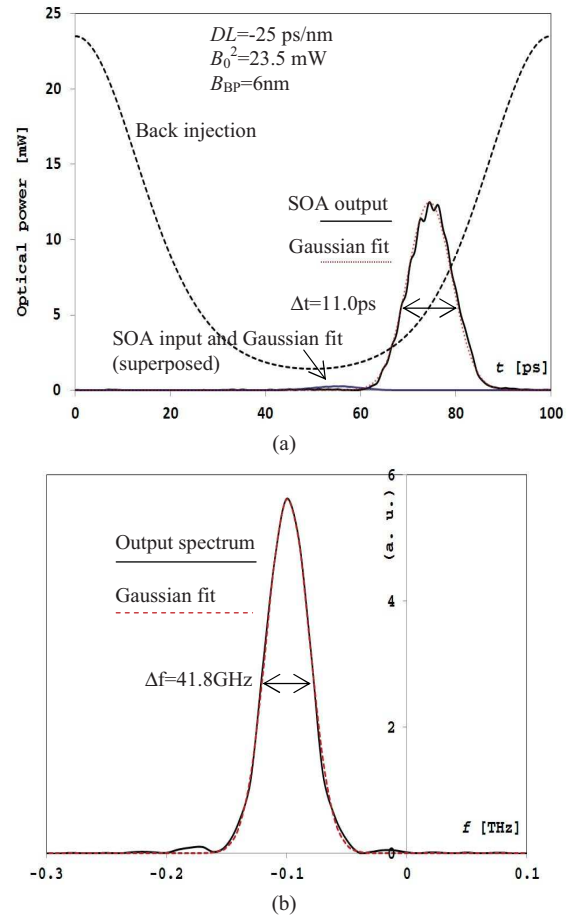 25
20
15
10
5
0
Optical power [mW]
DL=-25 ps/nm
B₀²=23.5 mW
B_BP=6nm
Back injection
SOA output
Gaussian fit
Δt=11.0ps
SOA input and Gaussian fit
(superposed)
t [ps]
0 20 40 60 80 100
(a)
6
4
2
0
(a. u.)
Output spectrum
Gaussian fit
Δf=41.8GHz
f [THz]
-0.3 -0.2 -0.1 0 0.1
(b)